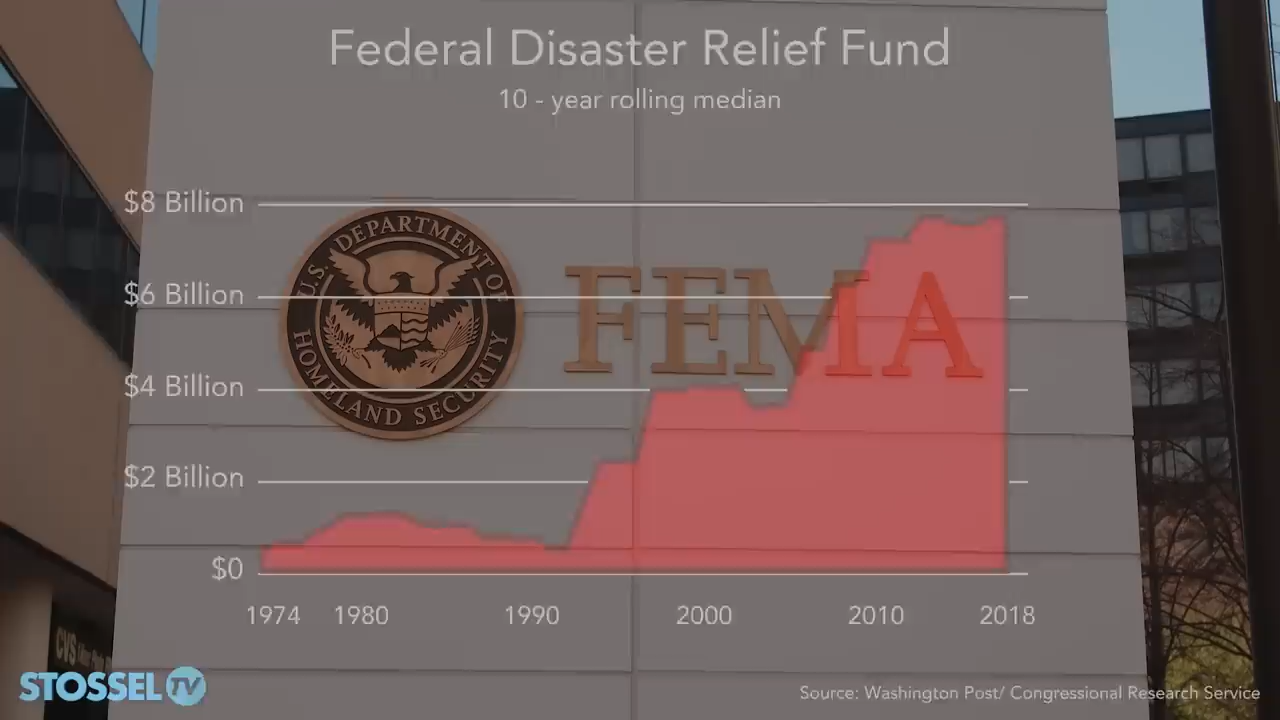 Federal Disaster Relief Fund
10 - year rolling median
$8 Billion
$6 Billion
$4 Billion
$2 Billion
$0
1974 1980 1990 2000 2010 2018
U.S. DEPARTMENT OF
HOMELAND SECURITY
FEMA
CVS
STOSSEL TV
Source: Washington Post/ Congressional Research Service